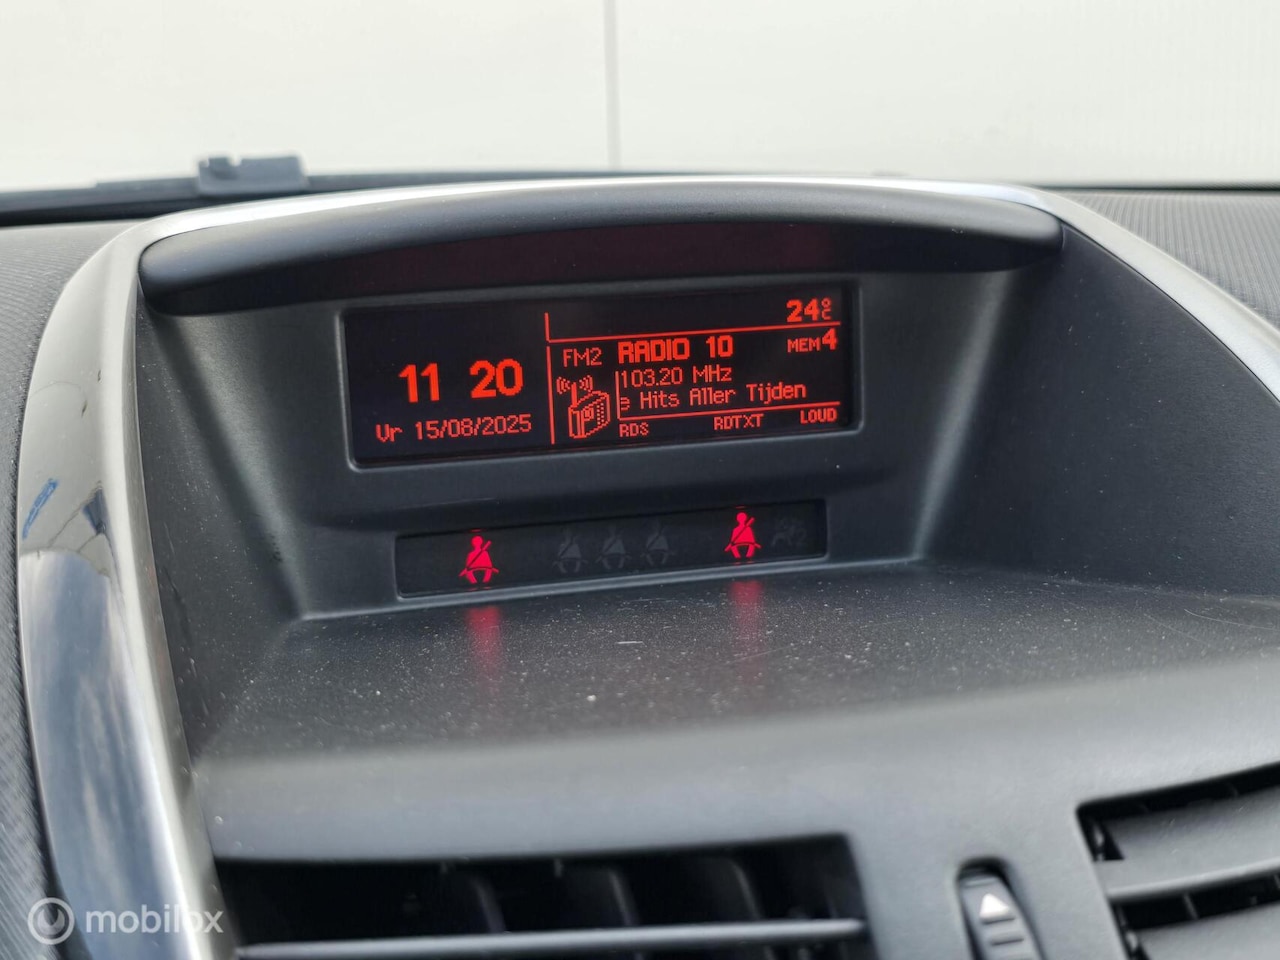 24°C
11 20
Vr 15/08/2025
FM2 RADIO 10 MEM4
103.20 MHz
e Hits Aller Tijden
RDS RDTXT LOUD
2
mobilox